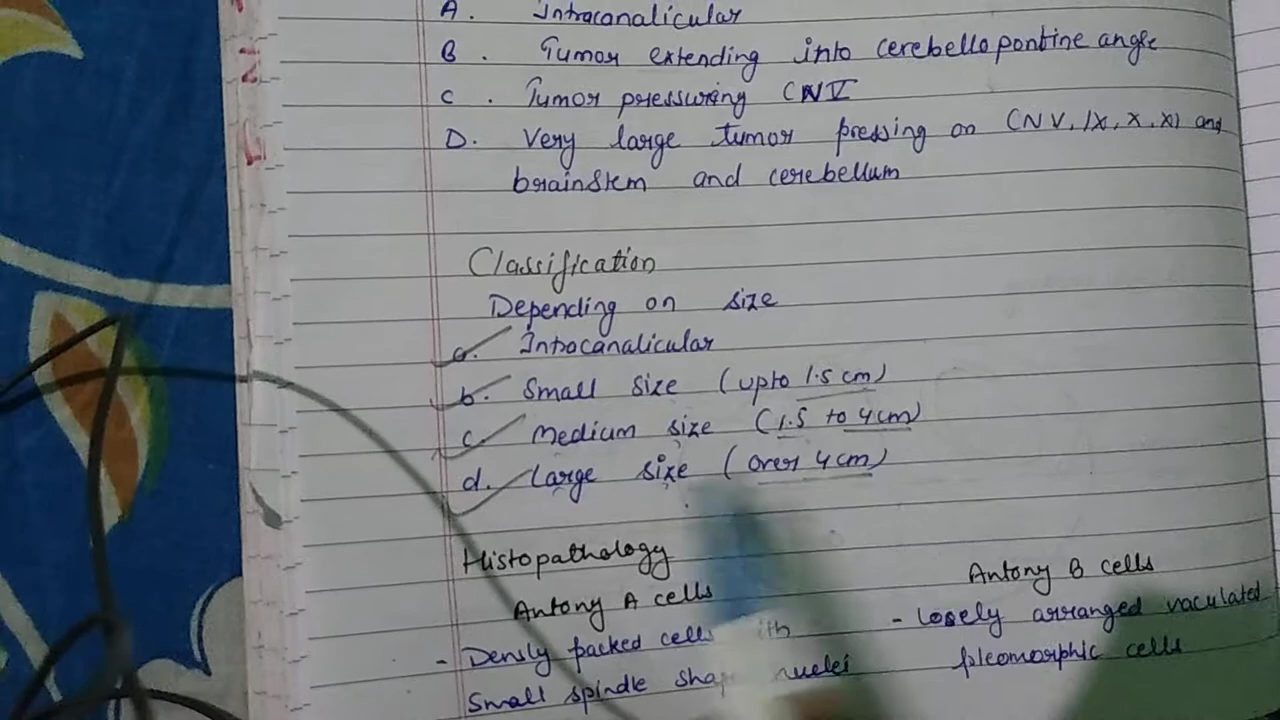 A. Intracanalicular
B. Tumor extending into cerebellopontine angle
C. Tumor pressuring CN V
D. Very large tumor pressing on CN V, IX, X, XI and
brainstem and cerebellum
Classification
Depending on size
a. Intracanalicular
b. Small size (upto 1.5 cm)
c. Medium size (1.5 to 4cm)
d. Large size (over 4cm)
Histopathology
Antony A cells
- Densly packed cells
Small spindle nuclei
Antony B cells
- Losely arranged vaculated
pleomorphic cells